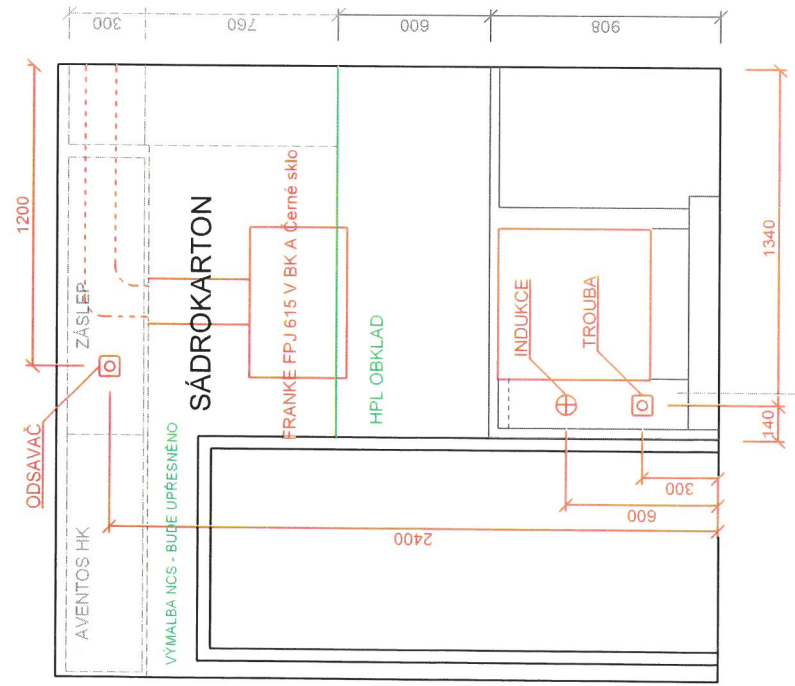 300
760
600
908
1200
ODSAVAČ
ZÁSLEP
AVENTOS HK
SÁDROKARTON
VÝMALBA NCS - BUDE UPŘESNĚNO
FRANKE FPJ 615 V BK A Černé sklo
HPL OBKLAD
INDUKCE
TROUBA
1340
140
300
600
2400